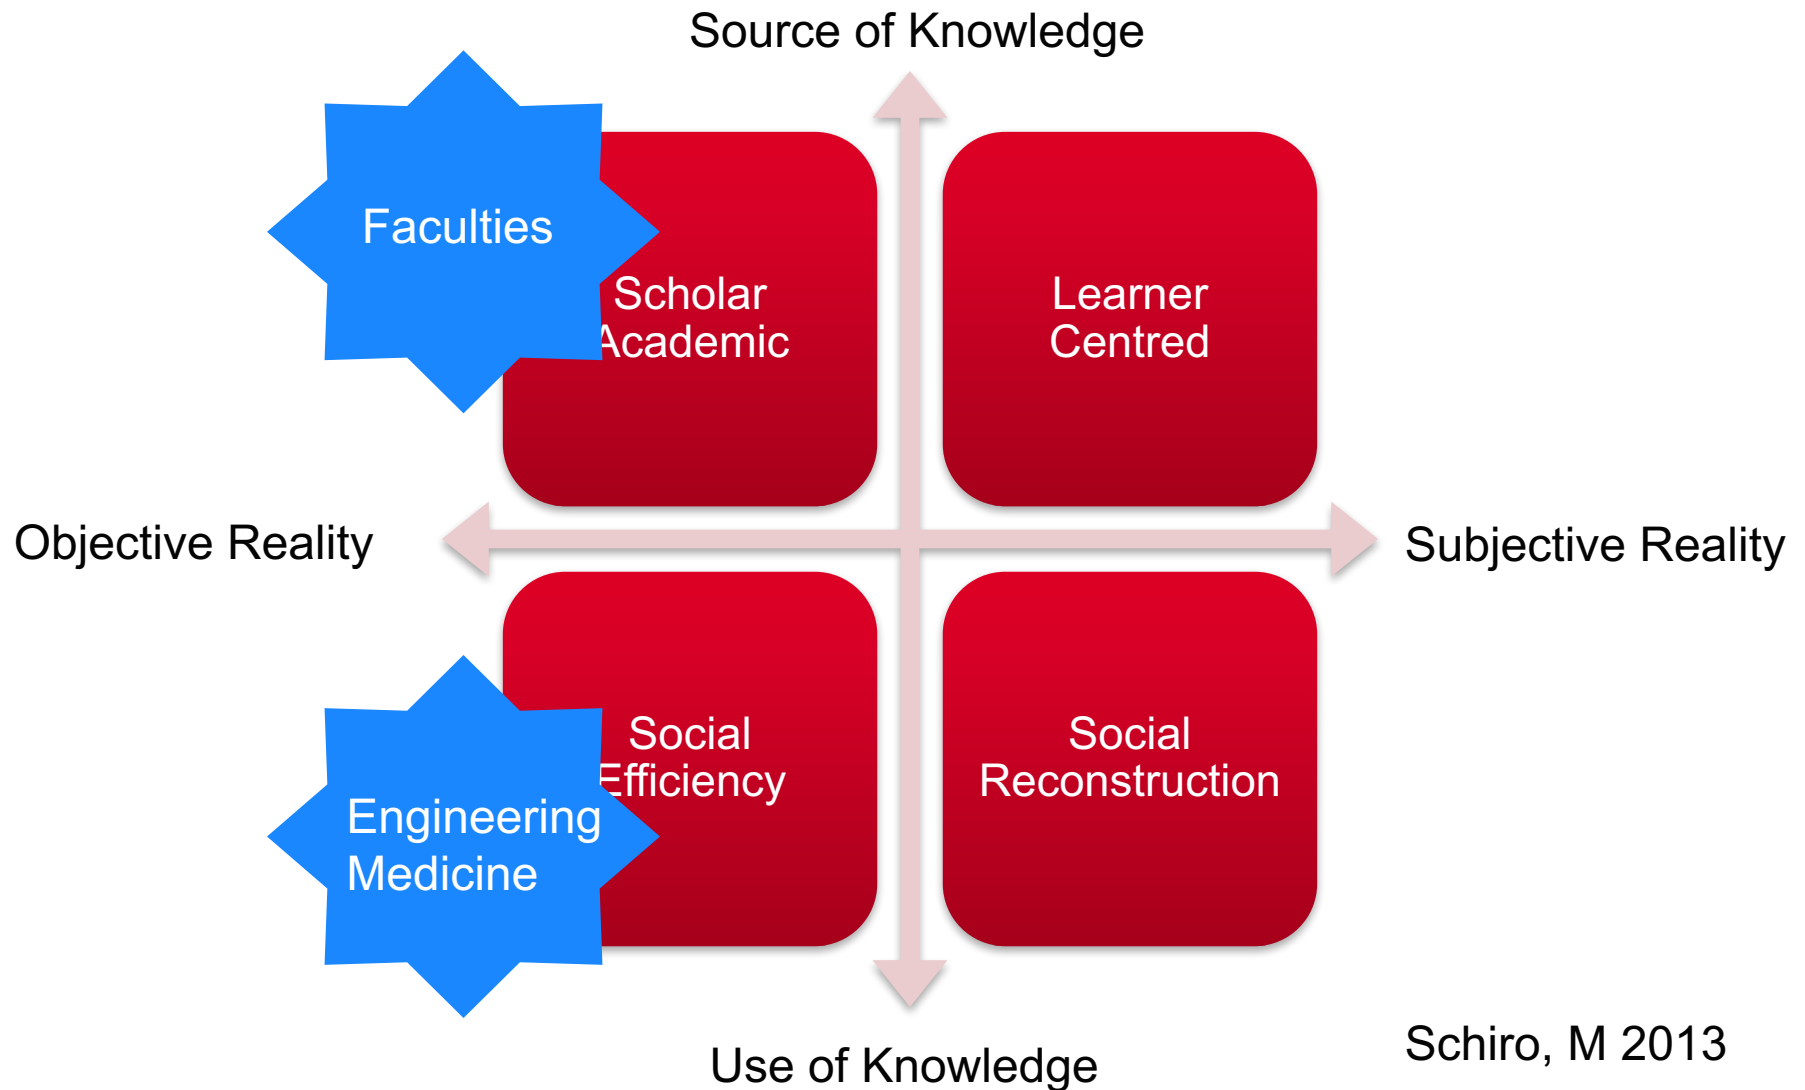 Source of Knowledge
Faculties
Scholar
Academic
Learner
Centred
Objective Reality
Subjective Reality
Social
Efficiency
Social
Reconstruction
Engineering
Medicine
Schiro, M 2013
Use of Knowledge